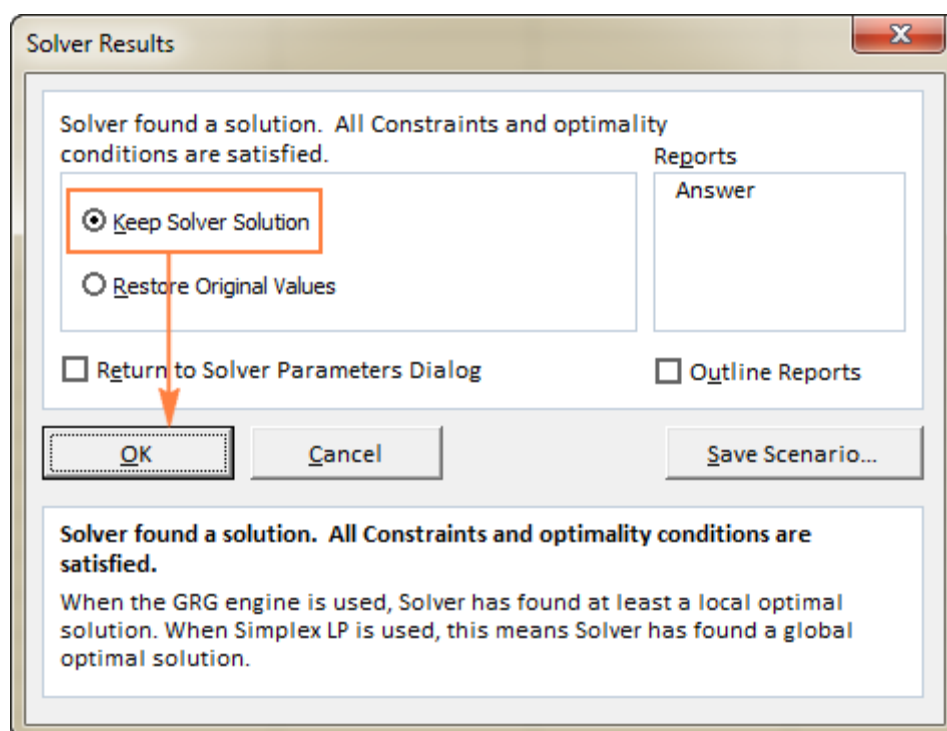 Solver Results
Solver found a solution.  All Constraints and optimality
conditions are satisfied.
Reports
Answer
Keep Solver Solution
Restore Original Values
Return to Solver Parameters Dialog
Outline Reports
OK
Cancel
Save Scenario...
Solver found a solution.  All Constraints and optimality conditions are
satisfied.
When the GRG engine is used, Solver has found at least a local optimal
solution. When Simplex LP is used, this means Solver has found a global
optimal solution.